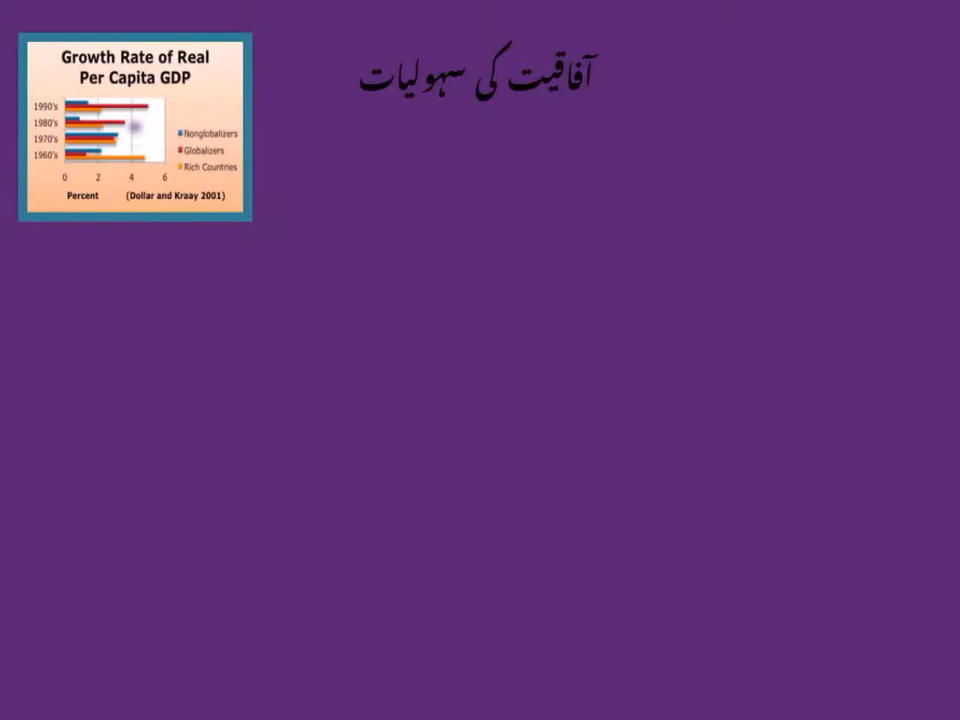 آفاقیت کی سہولیات
Growth Rate of Real
Per Capita GDP
1990's
1980's
1970's
1960's
0 2 4 6
Nonglobalizers
Globalizers
Rich Countries
Percent (Dollar and Kraay 2001)